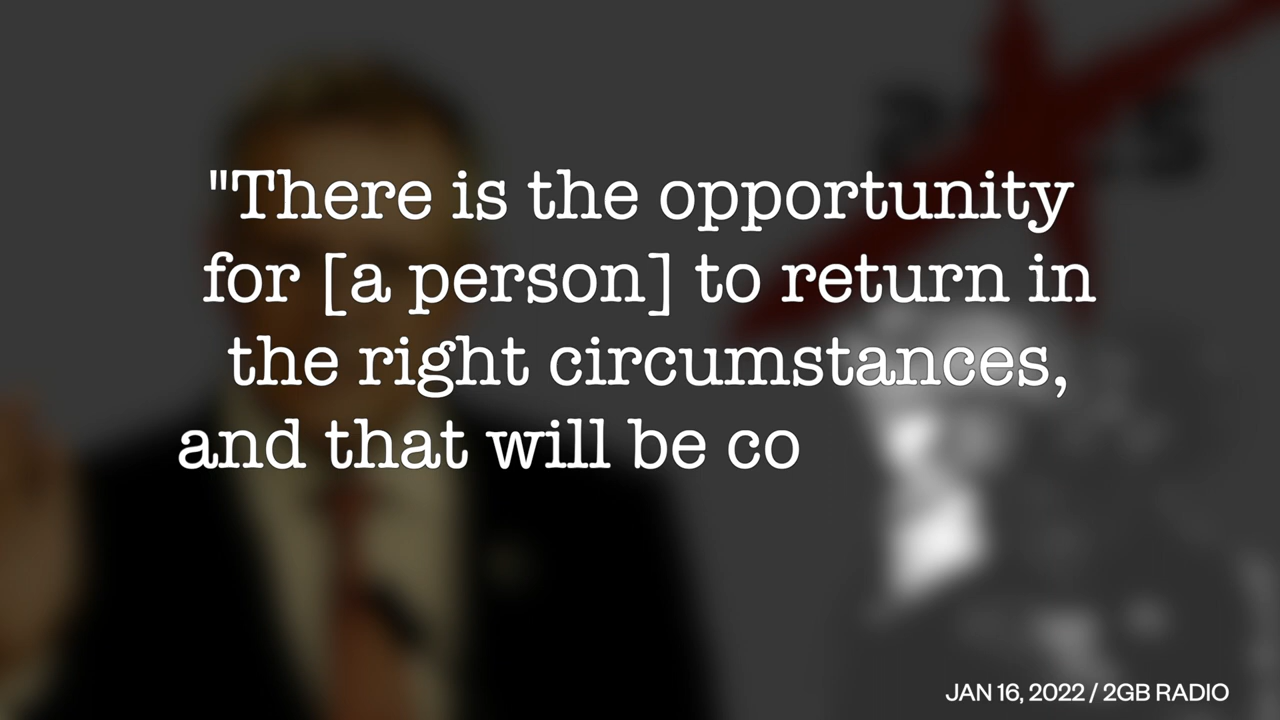 "There is the opportunity
for [a person] to return in
the right circumstances,
and that will be co
JAN 16, 2022 / 2GB RADIO